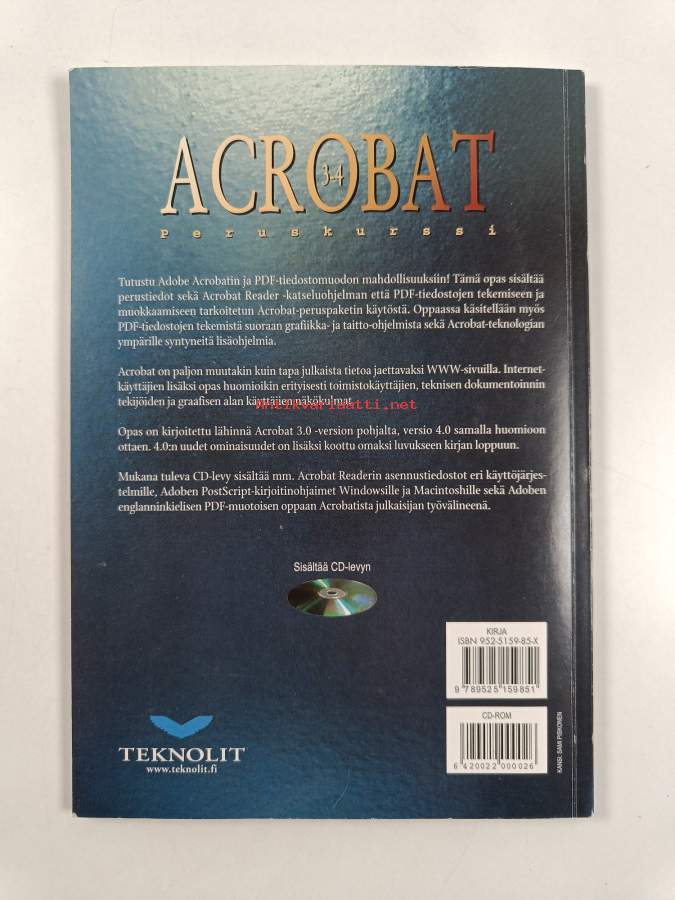 ACROBAT
3-4
Peruskurssi
Tutustu Adobe Acrobatin ja PDF-tiedostomuodon mahdollisuuksiin! Tämä opas sisältää
perustiedot sekä Acrobat Reader -katseluohjelman että PDF-tiedostojen tekemiseen ja
muokkaamiseen tarkoitetun Acrobat-peruspaketin käytöstä. Oppaassa käsitellään myös
PDF-tiedostojen tekemistä suoraan grafiikka- ja taitto-ohjelmista sekä Acrobat-teknologian
ympärille syntyneitä lisäohjelmia.
Acrobat on paljon muutakin kuin tapa julkaista tietoa jaettavaksi WWW-sivuilla. Internet-
käyttäjien lisäksi opas huomioikin erityisesti toimistokäyttäjien, teknisen dokumentoinnin
tekijöiden ja graafisen alan käyttäjien näkökulmat.
Antikvariaatti.net
Opas on kirjoitettu lähinnä Acrobat 3.0 -version pohjalta, versio 4.0 samalla huomioon
ottaen. 4.0:n uudet ominaisuudet on lisäksi koottu omaksi luvukseen kirjan loppuun.
Mukana tuleva CD-levy sisältää mm. Acrobat Readerin asennustiedostot eri käyttöjärjes-
telmille, Adoben PostScript-kirjoitinohjaimet Windowsille ja Macintoshille sekä Adoben
englanninkielisen PDF-muotoisen oppaan Acrobatista julkaisijan työvälineenä.
Sisältää CD-levyn
KIRJA
ISBN 952-5159-85-X
9 789525 159851
CD-ROM
6 420022 000026
KANSI: SAMI PISKONEN
TEKNOLIT
www.teknolit.fi